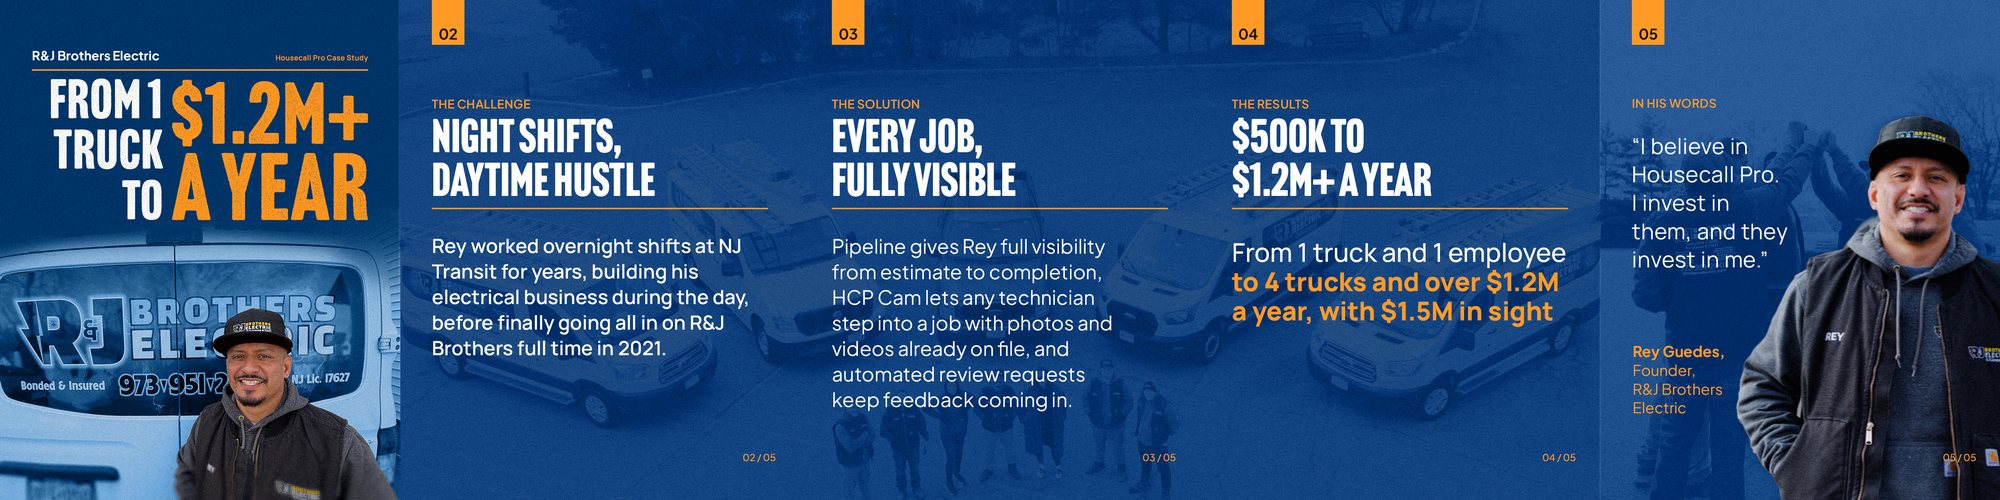 R&J Brothers Electric
Housecall Pro Case Study
FROM 1
TRUCK
TO
$1.2M+
A YEAR
R&J
BROTHERS
ELECTRIC
Bonded & Insured
973•951•2
NJ Lic. 17627
02
THE CHALLENGE
NIGHT SHIFTS,
DAYTIME HUSTLE
Rey worked overnight shifts at NJ
Transit for years, building his
electrical business during the day,
before finally going all in on R&J
Brothers full time in 2021.
02 / 05
03
THE SOLUTION
EVERY JOB,
FULLY VISIBLE
Pipeline gives Rey full visibility
from estimate to completion,
HCP Cam lets any technician
step into a job with photos and
videos already on file, and
automated review requests
keep feedback coming in.
03 / 05
04
THE RESULTS
$500K TO
$1.2M+ A YEAR
From 1 truck and 1 employee
to 4 trucks and over $1.2M
a year, with $1.5M in sight
04 / 05
05
IN HIS WORDS
“I believe in
Housecall Pro.
I invest in
them, and they
invest in me.”
Rey Guedes,
Founder,
R&J Brothers
Electric
REY
05 / 05